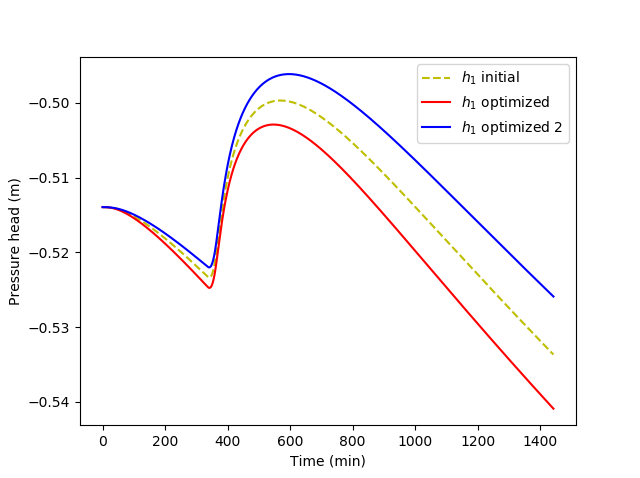 h₁ initial
h₁ optimized
h₁ optimized 2
−0.50
−0.51
−0.52
−0.53
−0.54
Pressure head (m)
0 200 400 600 800 1000 1200 1400
Time (min)